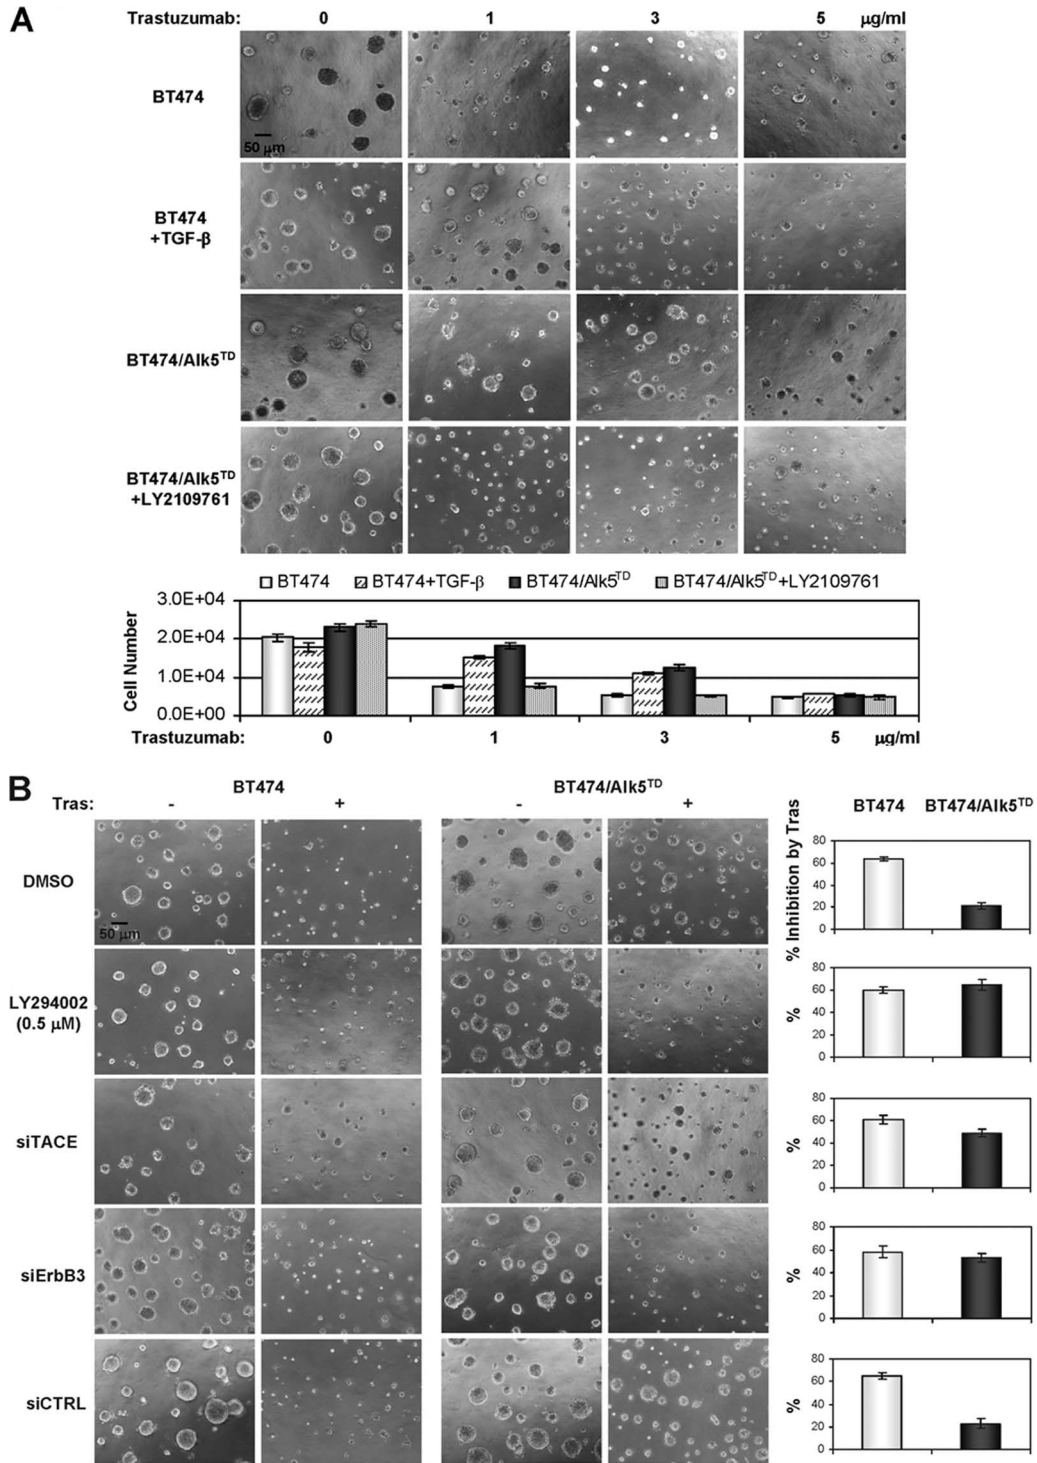 A
Trastuzumab: 0 1 3 5 μg/ml
BT474
50 μm
BT474
+TGF-β
BT474/Alk5TD
BT474/Alk5TD
+LY2109761
BT474 BT474+TGF-β BT474/Alk5TD BT474/Alk5TD+LY2109761
Cell Number
3.0E+04
2.0E+04
1.0E+04
0.0E+00
Trastuzumab: 0 1 3 5 μg/ml
B
BT474 BT474/Alk5TD
Tras: - + - +
BT474 BT474/Alk5TD
% Inhibition by Tras
DMSO
50 μm
80
60
40
20
0
LY294002
(0.5 μM)
%
80
60
40
20
0
siTACE
%
80
60
40
20
0
siErbB3
%
80
60
40
20
0
siCTRL
%
80
60
40
20
0